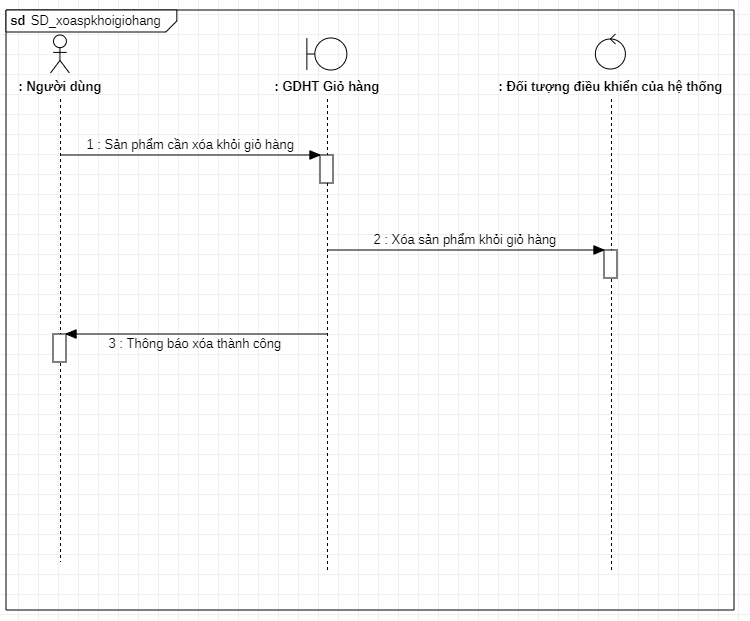 sd SD_xoaspkhoigiohang
: Người dùng
: GDHT Giỏ hàng
: Đối tượng điều khiển của hệ thống
1 : Sản phẩm cần xóa khỏi giỏ hàng
2 : Xóa sản phẩm khỏi giỏ hàng
3 : Thông báo xóa thành công